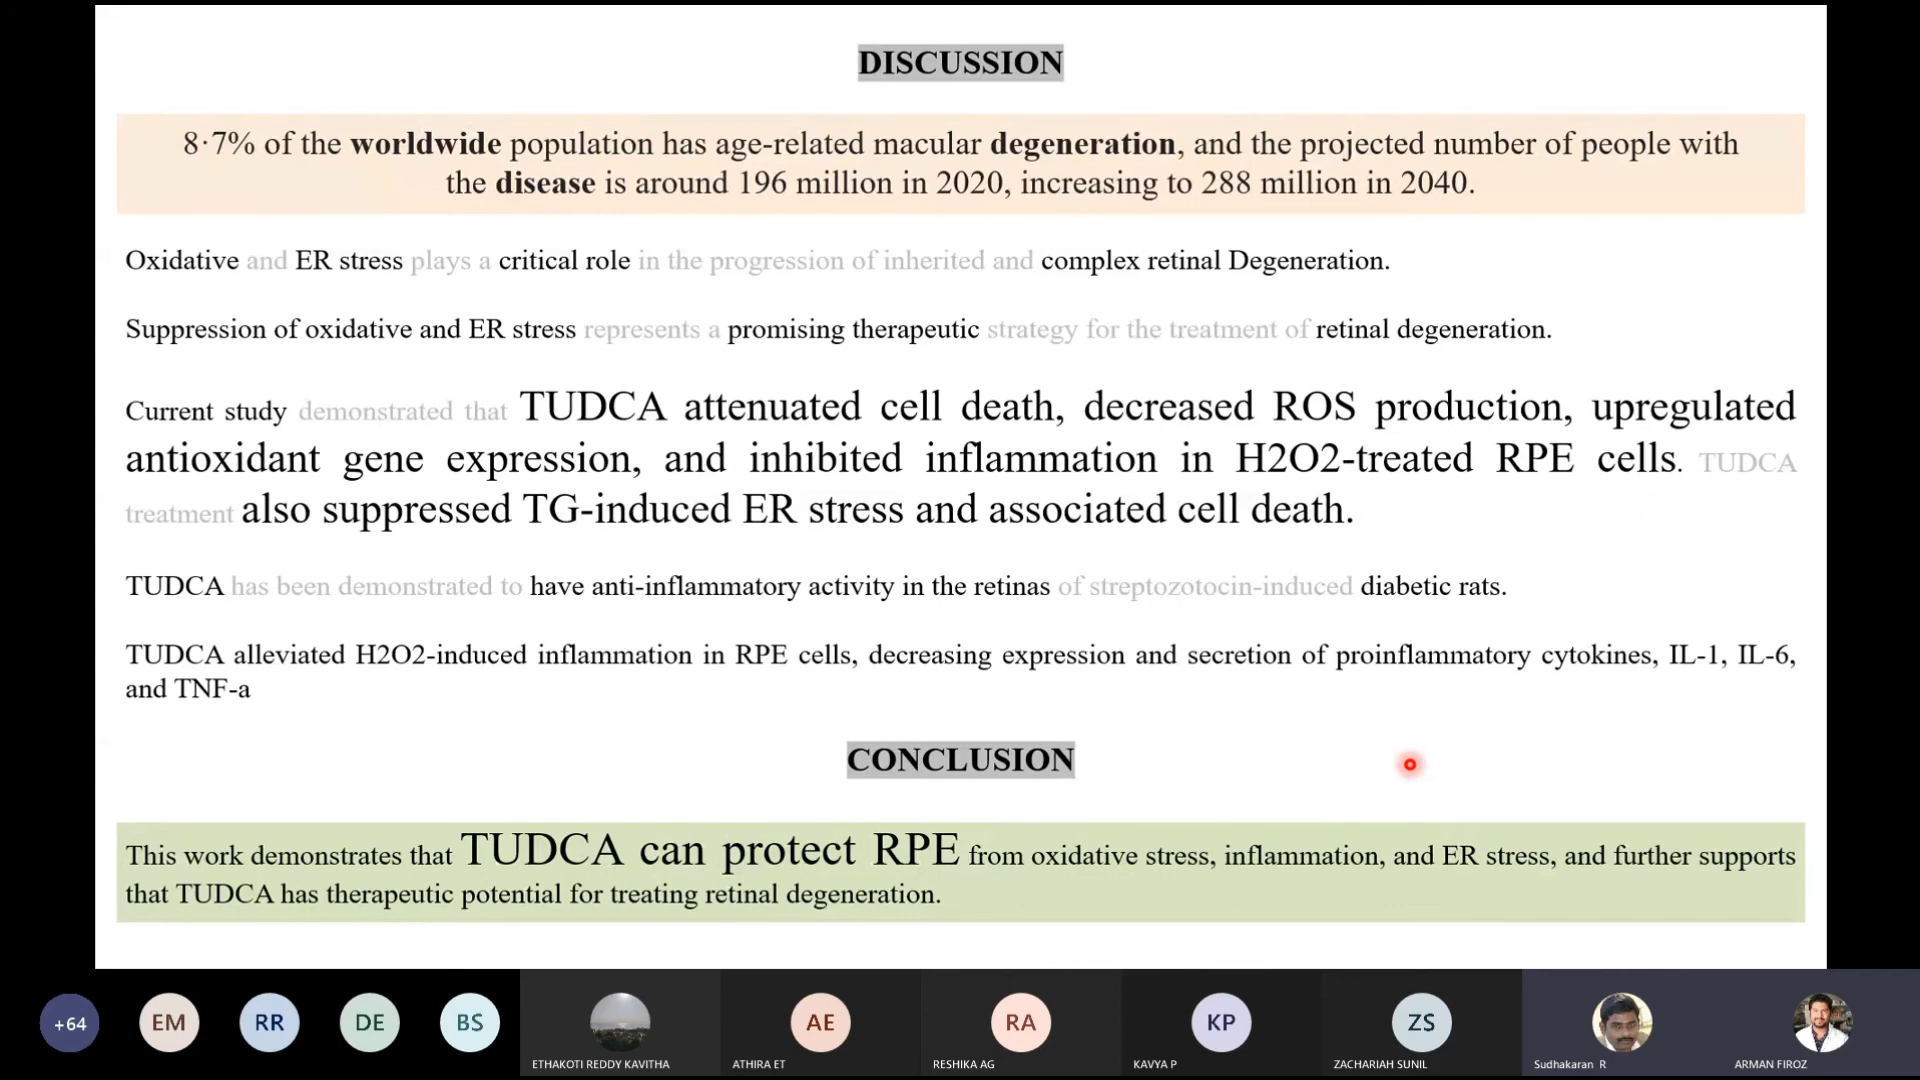 DISCUSSION
8·7% of the worldwide population has age-related macular degeneration, and the projected number of people with
the disease is around 196 million in 2020, increasing to 288 million in 2040.
Oxidative and ER stress plays a critical role in the progression of inherited and complex retinal Degeneration.
Suppression of oxidative and ER stress represents a promising therapeutic strategy for the treatment of retinal degeneration.
Current study demonstrated that TUDCA attenuated cell death, decreased ROS production, upregulated
antioxidant gene expression, and inhibited inflammation in H2O2-treated RPE cells. TUDCA
treatment also suppressed TG-induced ER stress and associated cell death.
TUDCA has been demonstrated to have anti-inflammatory activity in the retinas of streptozotocin-induced diabetic rats.
TUDCA alleviated H2O2-induced inflammation in RPE cells, decreasing expression and secretion of proinflammatory cytokines, IL-1, IL-6,
and TNF-a
CONCLUSION
This work demonstrates that TUDCA can protect RPE from oxidative stress, inflammation, and ER stress, and further supports
that TUDCA has therapeutic potential for treating retinal degeneration.
+64
EM
RR
DE
BS
ETHAKOTI REDDY KAVITHA
AE
ATHIRA ET
RA
RESHIKA AG
KP
KAVYA P
ZS
ZACHARIAH SUNIL
Sudhakaran R
ARMAN FIROZ